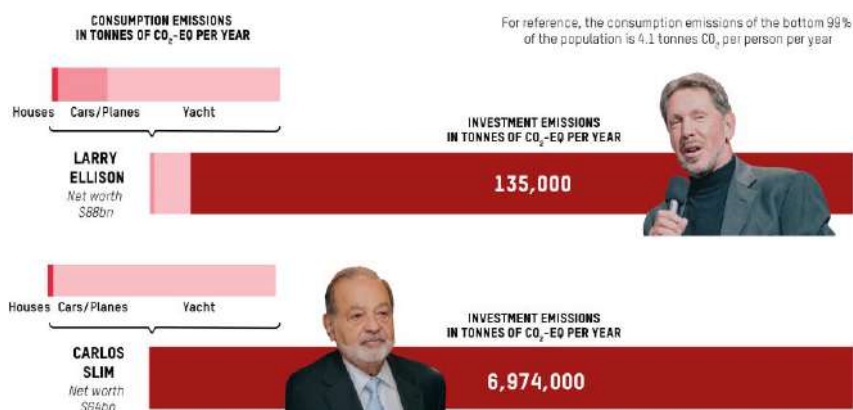 CONSUMPTION EMISSIONS
IN TONNES OF CO₂-EQ PER YEAR
For reference, the consumption emissions of the bottom 99%
of the population is 4.1 tonnes CO₂ per person per year
Houses Cars/Planes Yacht
INVESTMENT EMISSIONS
IN TONNES OF CO₂-EQ PER YEAR
LARRY
ELLISON
Net worth
$88bn
135,000
Houses Cars/Planes Yacht
INVESTMENT EMISSIONS
IN TONNES OF CO₂-EQ PER YEAR
CARLOS
SLIM
Net worth
$64bn
6,974,000